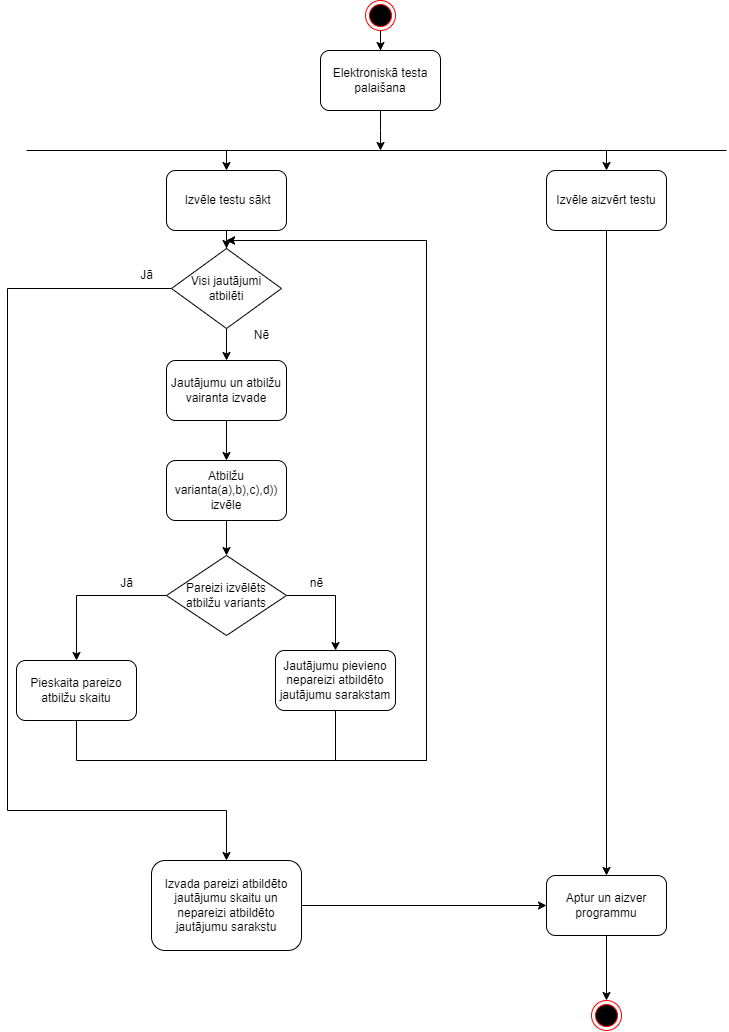 Elektroniskā testa
palaišana
Izvēle testu sākt
Izvēle aizvērt testu
Jā
Visi jautājumi
atbilēti
Nē
Jautājumu un atbilžu
vairanta izvade
Atbilžu
varianta(a),b),c),d))
izvēle
Jā
Pareizi izvēlēts
atbilžu variants
nē
Pieskaita pareizo
atbilžu skaitu
Jautājumu pievieno
nepareizi atbildēto
jautājumu sarakstam
Izvada pareizi atbildēto
jautājumu skaitu un
nepareizi atbildēto
jautājumu sarakstu
Aptur un aizver
programmu